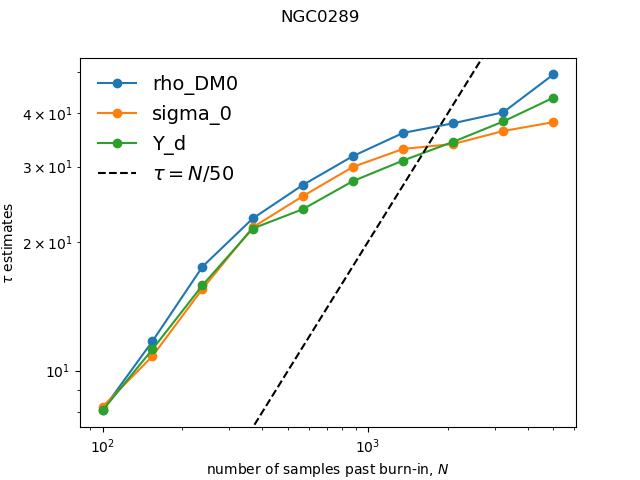 NGC0289
rho_DM0
sigma_0
Y_d
τ = N/50
4 × 10¹
3 × 10¹
2 × 10¹
10¹
τ estimates
10² 10³
number of samples past burn-in, N